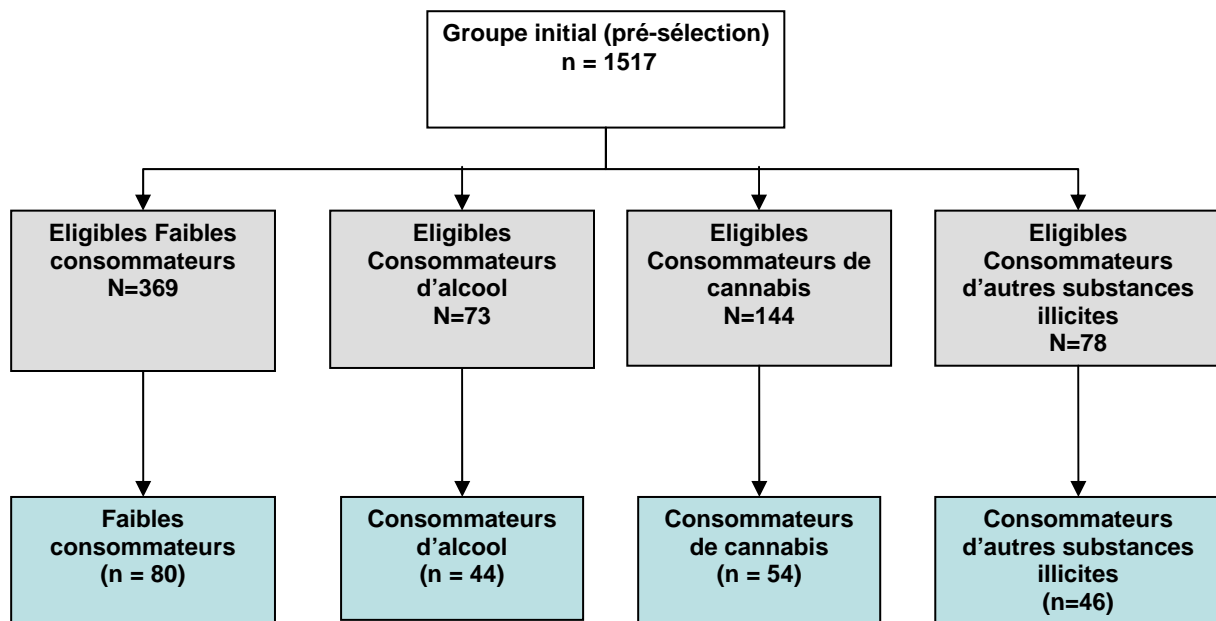 Groupe initial (pré-sélection)
n = 1517
Eligibles Faibles
consommateurs
N=369
Eligibles
Consommateurs
d’alcool
N=73
Eligibles
Consommateurs de
cannabis
N=144
Eligibles
Consommateurs
d’autres substances
illicites
N=78
Faibles
consommateurs
(n = 80)
Consommateurs
d’alcool
(n = 44)
Consommateurs
de cannabis
(n = 54)
Consommateurs
d’autres substances
illicites
(n=46)